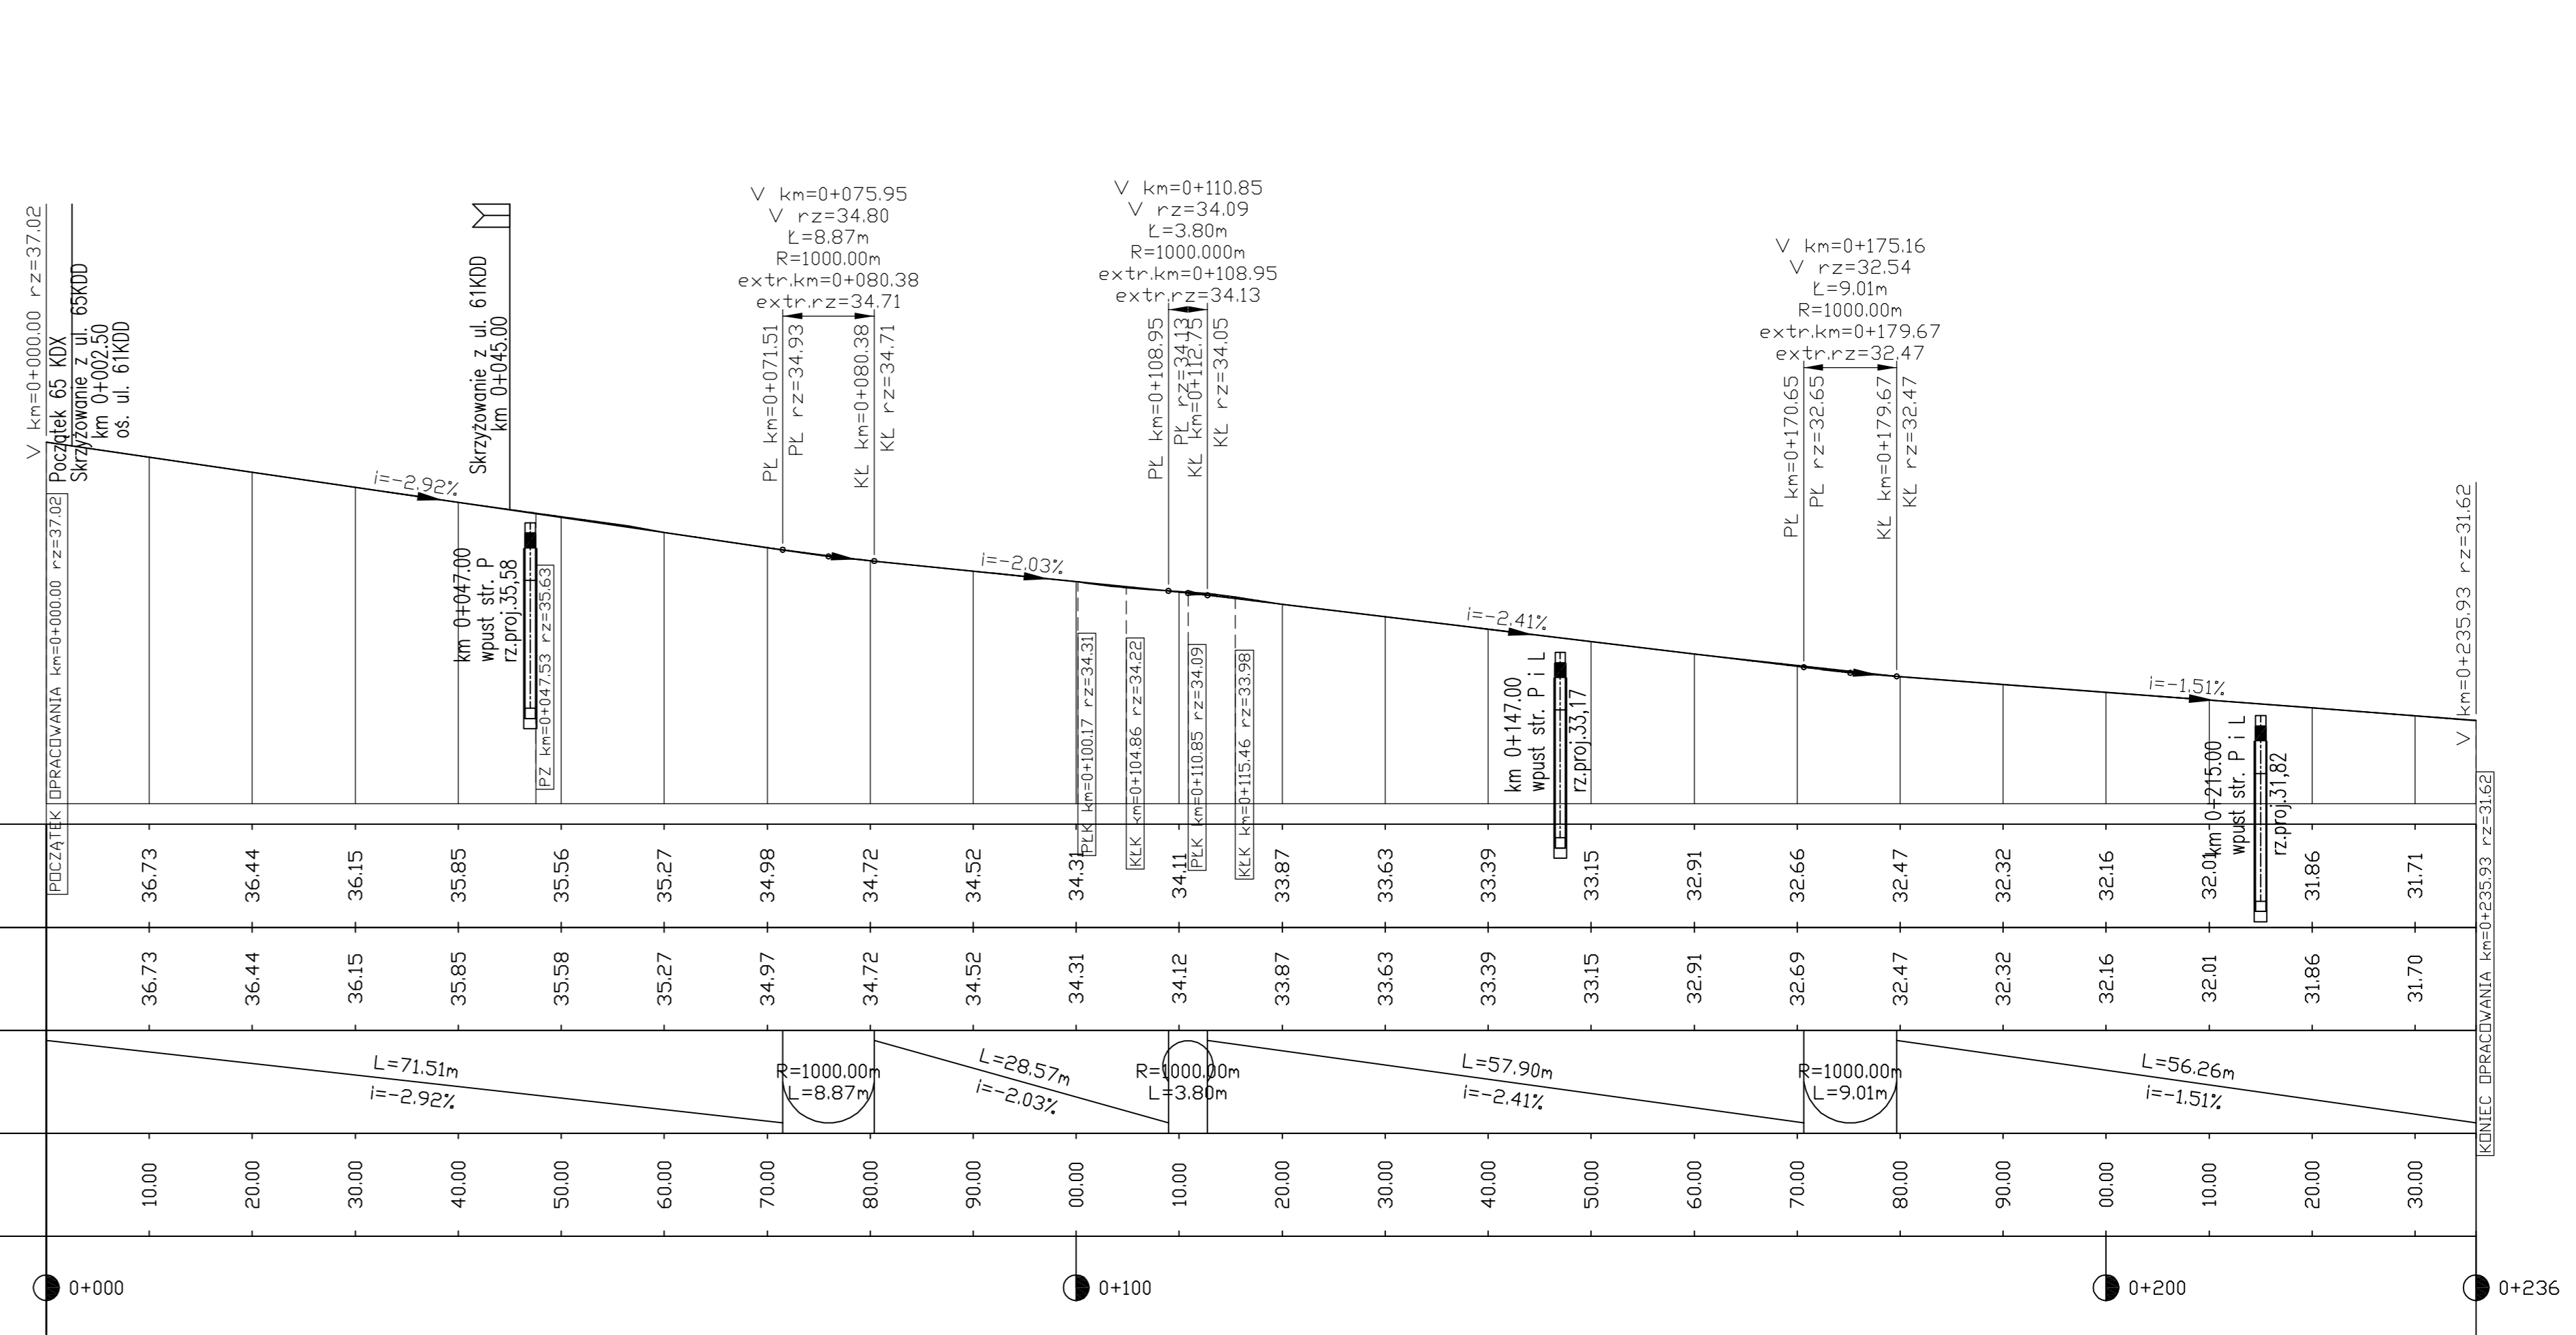 V km=0+000.00 rz=37.02
Początek 65 KDX
Skrzyżowanie z ul. 65KDD
km 0+002.50
oś. ul. 61KDD
POCZĄTEK OPRACOWANIA km=0+000.00 rz=37.02
i=-2.92%
Skrzyżowanie z ul. 61KDD
km 0+045.00
km 0+047.00
wpust str. P
rz.proj.35,58
PZ km=0+047.53 rz=35.63
V km=0+075.95
V rz=34.80
Ł=8.87m
R=1000.00m
extr.km=0+080.38
extr.rz=34.71
PŁ km=0+071.51
PŁ rz=34.93
KŁ km=0+080.38
KŁ rz=34.71
i=-2.03%
V km=0+110.85
V rz=34.09
Ł=3.80m
R=1000.000m
extr.km=0+108.95
extr.rz=34.13
PŁ km=0+108.95
PŁ rz=34.13
KŁ km=0+112.75
KŁ rz=34.05
PŁK km=0+100.17 rz=34.31
KŁK km=0+104.86 rz=34.22
PŁK km=0+110.85 rz=34.09
KŁK km=0+115.46 rz=33.98
i=-2.41%
km 0+147.00
wpust str. P i L
rz.proj.33,17
V km=0+175.16
V rz=32.54
Ł=9.01m
R=1000.00m
extr.km=0+179.67
extr.rz=32.47
PŁ km=0+170.65
PŁ rz=32.65
KŁ km=0+179.67
KŁ rz=32.47
i=-1.51%
km 0+215.00
wpust str. P i L
rz.proj.31,82
V km=0+235.93 rz=31.62
KONIEC OPRACOWANIA km=0+235.93 rz=31.62
36.73 36.44 36.15 35.85 35.56 35.27 34.98 34.72 34.52 34.31 34.11 33.87 33.63 33.39 33.15 32.91 32.66 32.47 32.32 32.16 32.01 31.86 31.71
36.73 36.44 36.15 35.85 35.58 35.27 34.97 34.72 34.52 34.31 34.12 33.87 33.63 33.39 33.15 32.91 32.69 32.47 32.32 32.16 32.01 31.86 31.70
L=71.51m
i=-2.92%
R=1000.00m
L=8.87m
L=28.57m
i=-2.03%
R=1000.00m
L=3.80m
L=57.90m
i=-2.41%
R=1000.00m
L=9.01m
L=56.26m
i=-1.51%
10.00 20.00 30.00 40.00 50.00 60.00 70.00 80.00 90.00 00.00 10.00 20.00 30.00 40.00 50.00 60.00 70.00 80.00 90.00 00.00 10.00 20.00 30.00
0+000 0+100 0+200 0+236